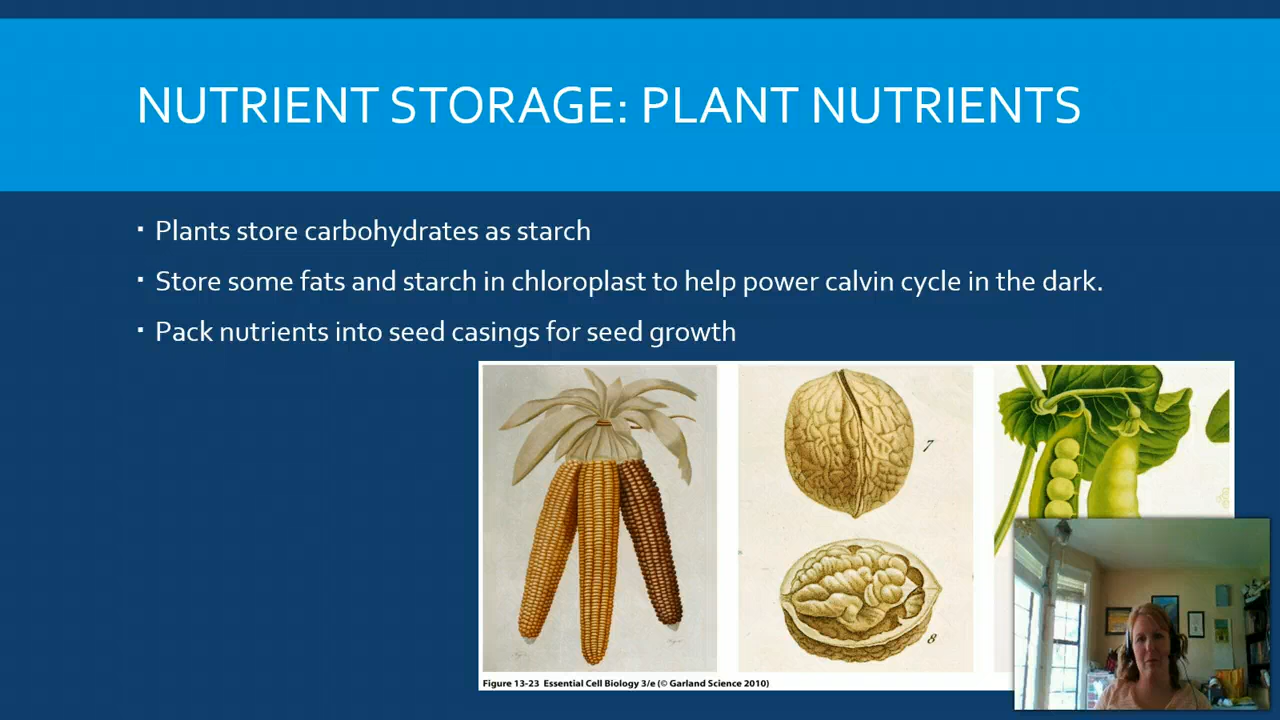 NUTRIENT STORAGE: PLANT NUTRIENTS
▪ Plants store carbohydrates as starch
▪ Store some fats and starch in chloroplast to help power calvin cycle in the dark.
▪ Pack nutrients into seed casings for seed growth
7
8
Figure 13-23 Essential Cell Biology 3/e (© Garland Science 2010)